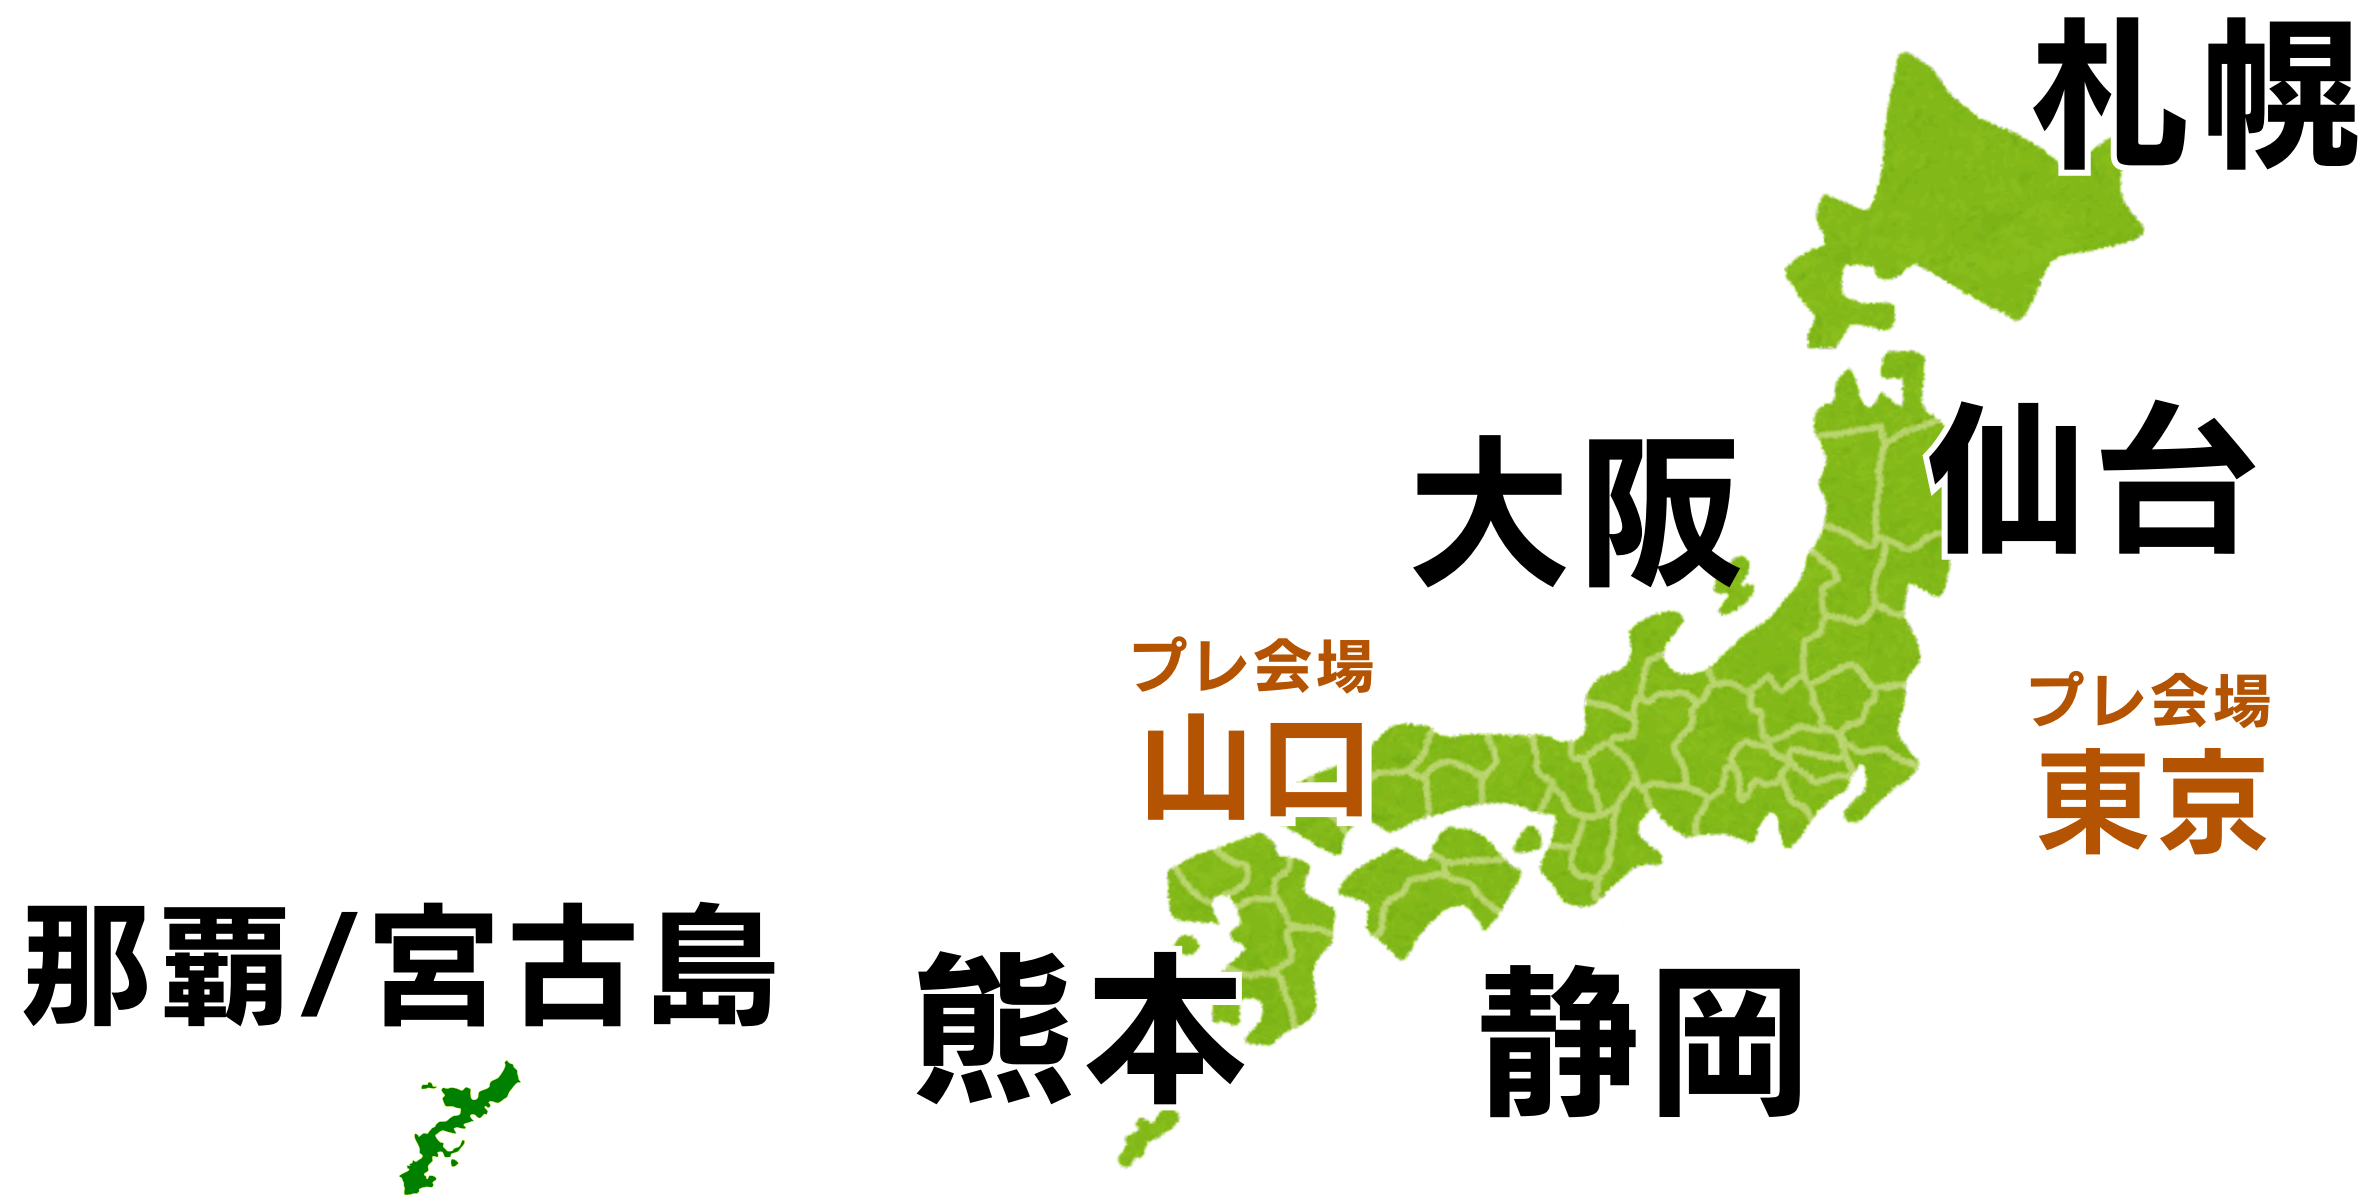 札幌
仙台
大阪
プレ会場
山口
プレ会場
東京
那覇/宮古島
熊本
静岡